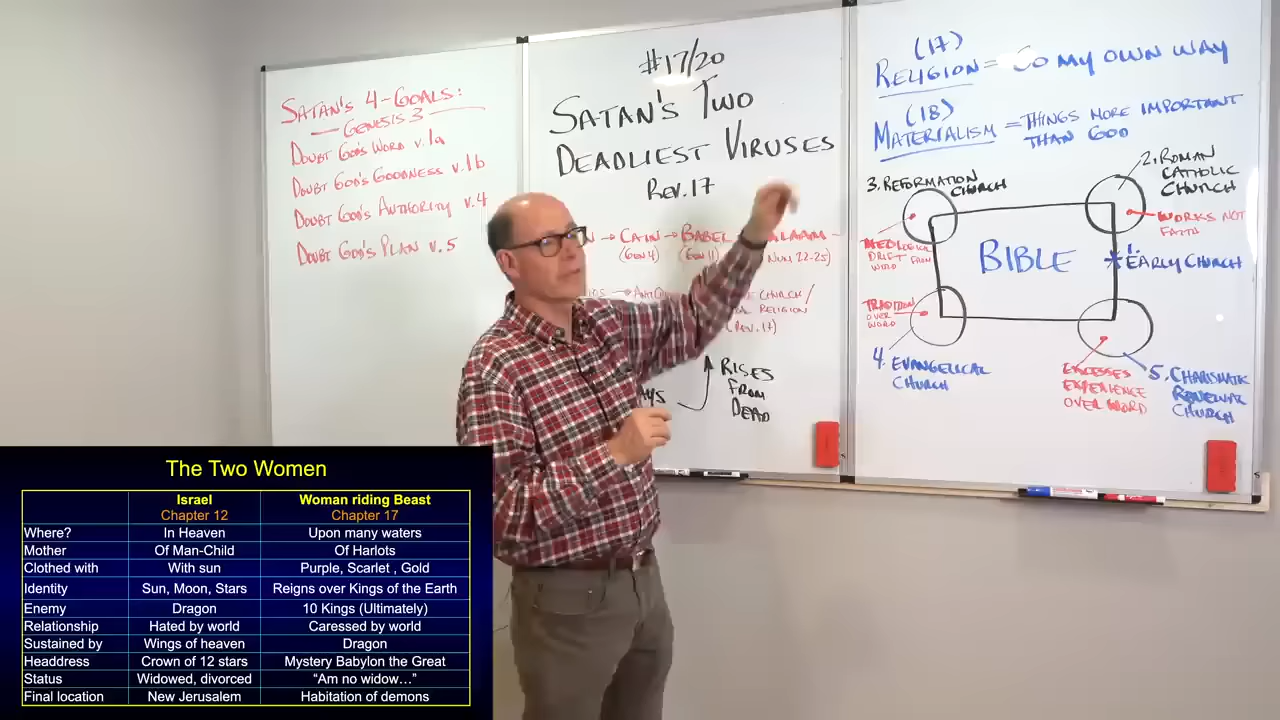 SATAN'S 4-GOALS:
GENESIS 3
DOUBT GOD'S WORD v.1a
DOUBT GOD'S GOODNESS v.1b
DOUBT GOD'S AUTHORITY v.4
DOUBT GOD'S PLAN v.5
#17/20
SATAN'S TWO
DEADLIEST VIRUSES
REV. 17
N → CAIN → BABEL
(GEN 4) (GEN 11) NUM 22-25)
CHURCH/
RELIGION
(REV. 17)
RISES
FROM
DEAD
(17)
RELIGION = GO MY OWN WAY
(18)
MATERIALISM = THINGS MORE IMPORTANT
THAN GOD
3. REFORMATION
CHURCH
2. ROMAN
CATHOLIC
CHURCH
WORKS NOT
FAITH
DRIFT FROM
WORD
BIBLE
1.
EARLY CHURCH
TRADITION
OVER
WORD
4. EVANGELICAL
CHURCH
EXCESSES
EXPERIENCE
OVER WORD
5. CHARISMATIC
RENEWAL
CHURCH
The Two Women
Israel Woman riding Beast
Chapter 12 Chapter 17
Where? In Heaven Upon many waters
Mother Of Man-Child Of Harlots
Clothed with With sun Purple, Scarlet , Gold
Identity Sun, Moon, Stars Reigns over Kings of the Earth
Enemy Dragon 10 Kings (Ultimately)
Relationship Hated by world Caressed by world
Sustained by Wings of heaven Dragon
Headdress Crown of 12 stars Mystery Babylon the Great
Status Widowed, divorced “Am no widow…”
Final location New Jerusalem Habitation of demons